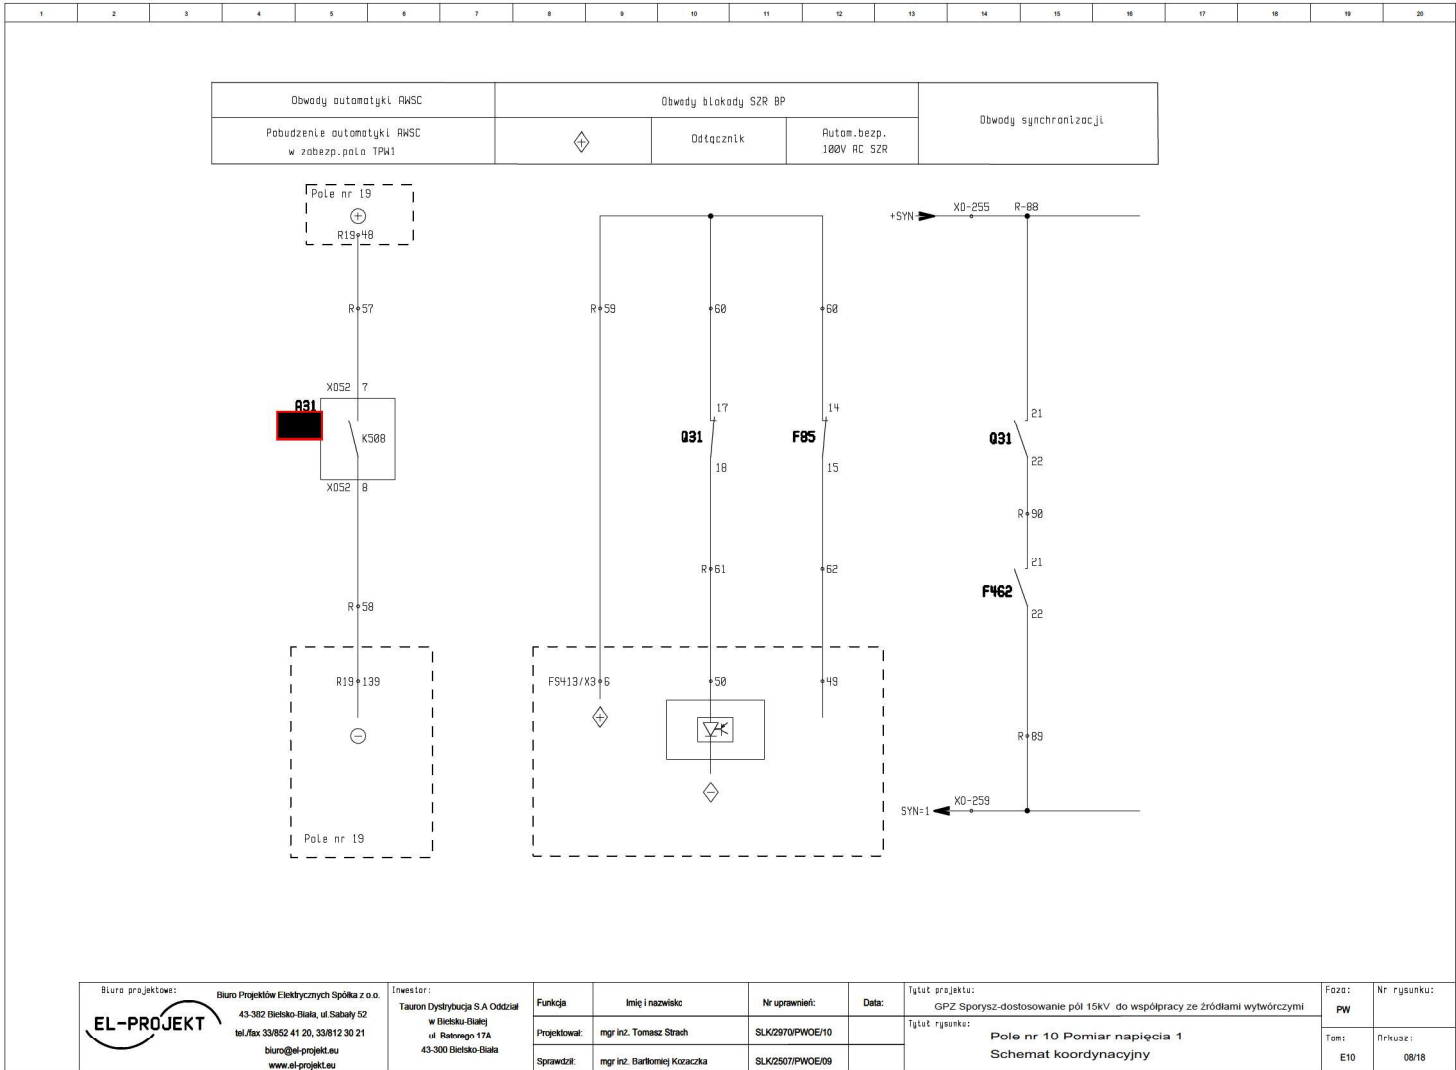 1 2 3 4 5 6 7 8 9 10 11 12 13 14 15 16 17 18 19 20
Obwody automatyki AWSC
Obwody blokady SZR BP
Obwody synchronizacji
Pobudzenie automatyki AWSC
w zabezp.pola TPW1
Odłącznik
Autom.bezp.
100V AC SZR
Pole nr 19
R19 48
+SYN
XO-255 R-88
R 57
R 59
60
60
XO52 7
A31
K508
XO52 8
17
Q31
18
14
F85
15
21
Q31
22
R 90
21
F462
22
R 61
62
R 58
R19 139
FS413/X3 6
50
49
R 89
SYN=1
XO-259
Pole nr 19
Biuro projektowe:
EL-PROJEKT
Biuro Projektów Elektrycznych Spółka z o.o.
43-382 Bielsko-Biała, ul.Sabały 52
tel./fax 33/852 41 20, 33/812 30 21
biuro@el-projekt.eu
www.el-projekt.eu
Inwestor:
Tauron Dystrybucja S.A Oddział
w Bielsku-Białej
ul. Batorego 17A
43-300 Bielsko-Biała
Funkcja Imię i nazwisko Nr uprawnień: Data:
Projektował: mgr inż. Tomasz Strach SLK/2970/PWOE/10
Sprawdził: mgr inż. Bartłomiej Kozaczka SLK/2507/PWOE/09
Tytuł projektu:
GPZ Sporysz-dostosowanie pól 15kV do współpracy ze źródłami wytwórczymi
Tytuł rysunku:
Pole nr 10 Pomiar napięcia 1
Schemat koordynacyjny
Faza:
PW
Nr rysunku:
Tom:
E10
Arkusz:
08/18